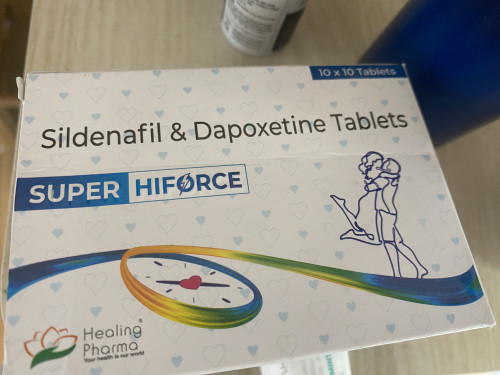 10 x 10 Tablets
Sildenafil & Dapoxetine Tablets
SUPER HIFORCE
Healing
Pharma
Your health is our world